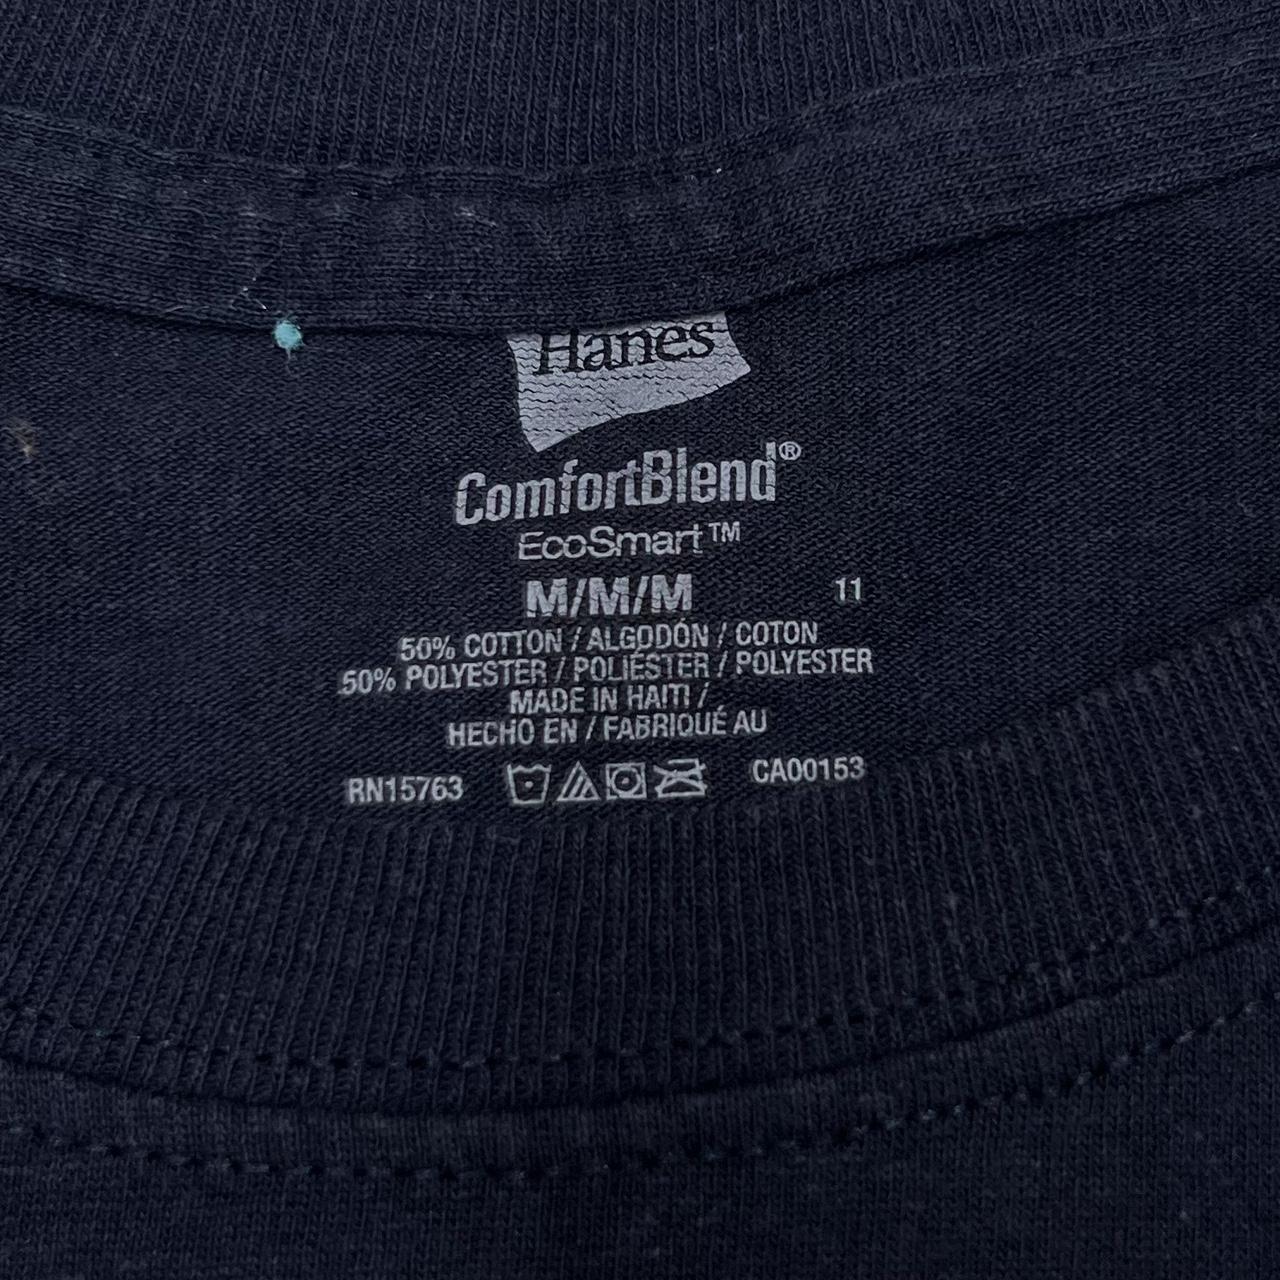 Hanes
ComfortBlend®
EcoSmart™
M/M/M 11
50% COTTON / ALGODÓN / COTON
50% POLYESTER / POLIÉSTER / POLYESTER
MADE IN HAITI /
HECHO EN / FABRIQUÉ AU
RN15763 CA00153